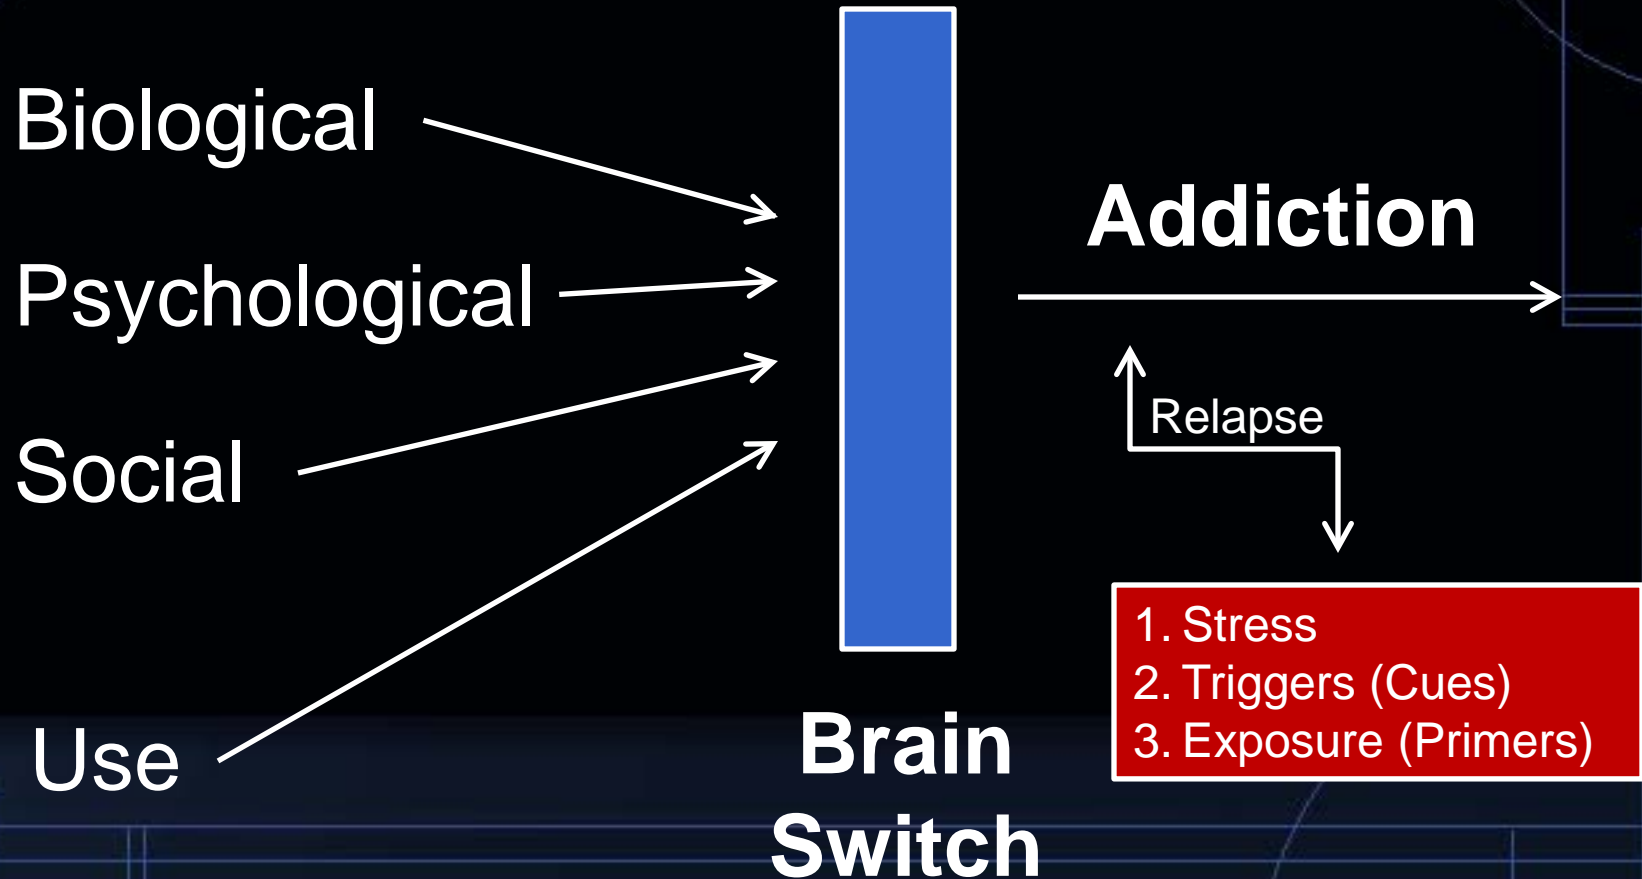 Biological
Psychological
Social
Use
Brain
Switch
Addiction
Relapse
1. Stress
2. Triggers (Cues)
3. Exposure (Primers)